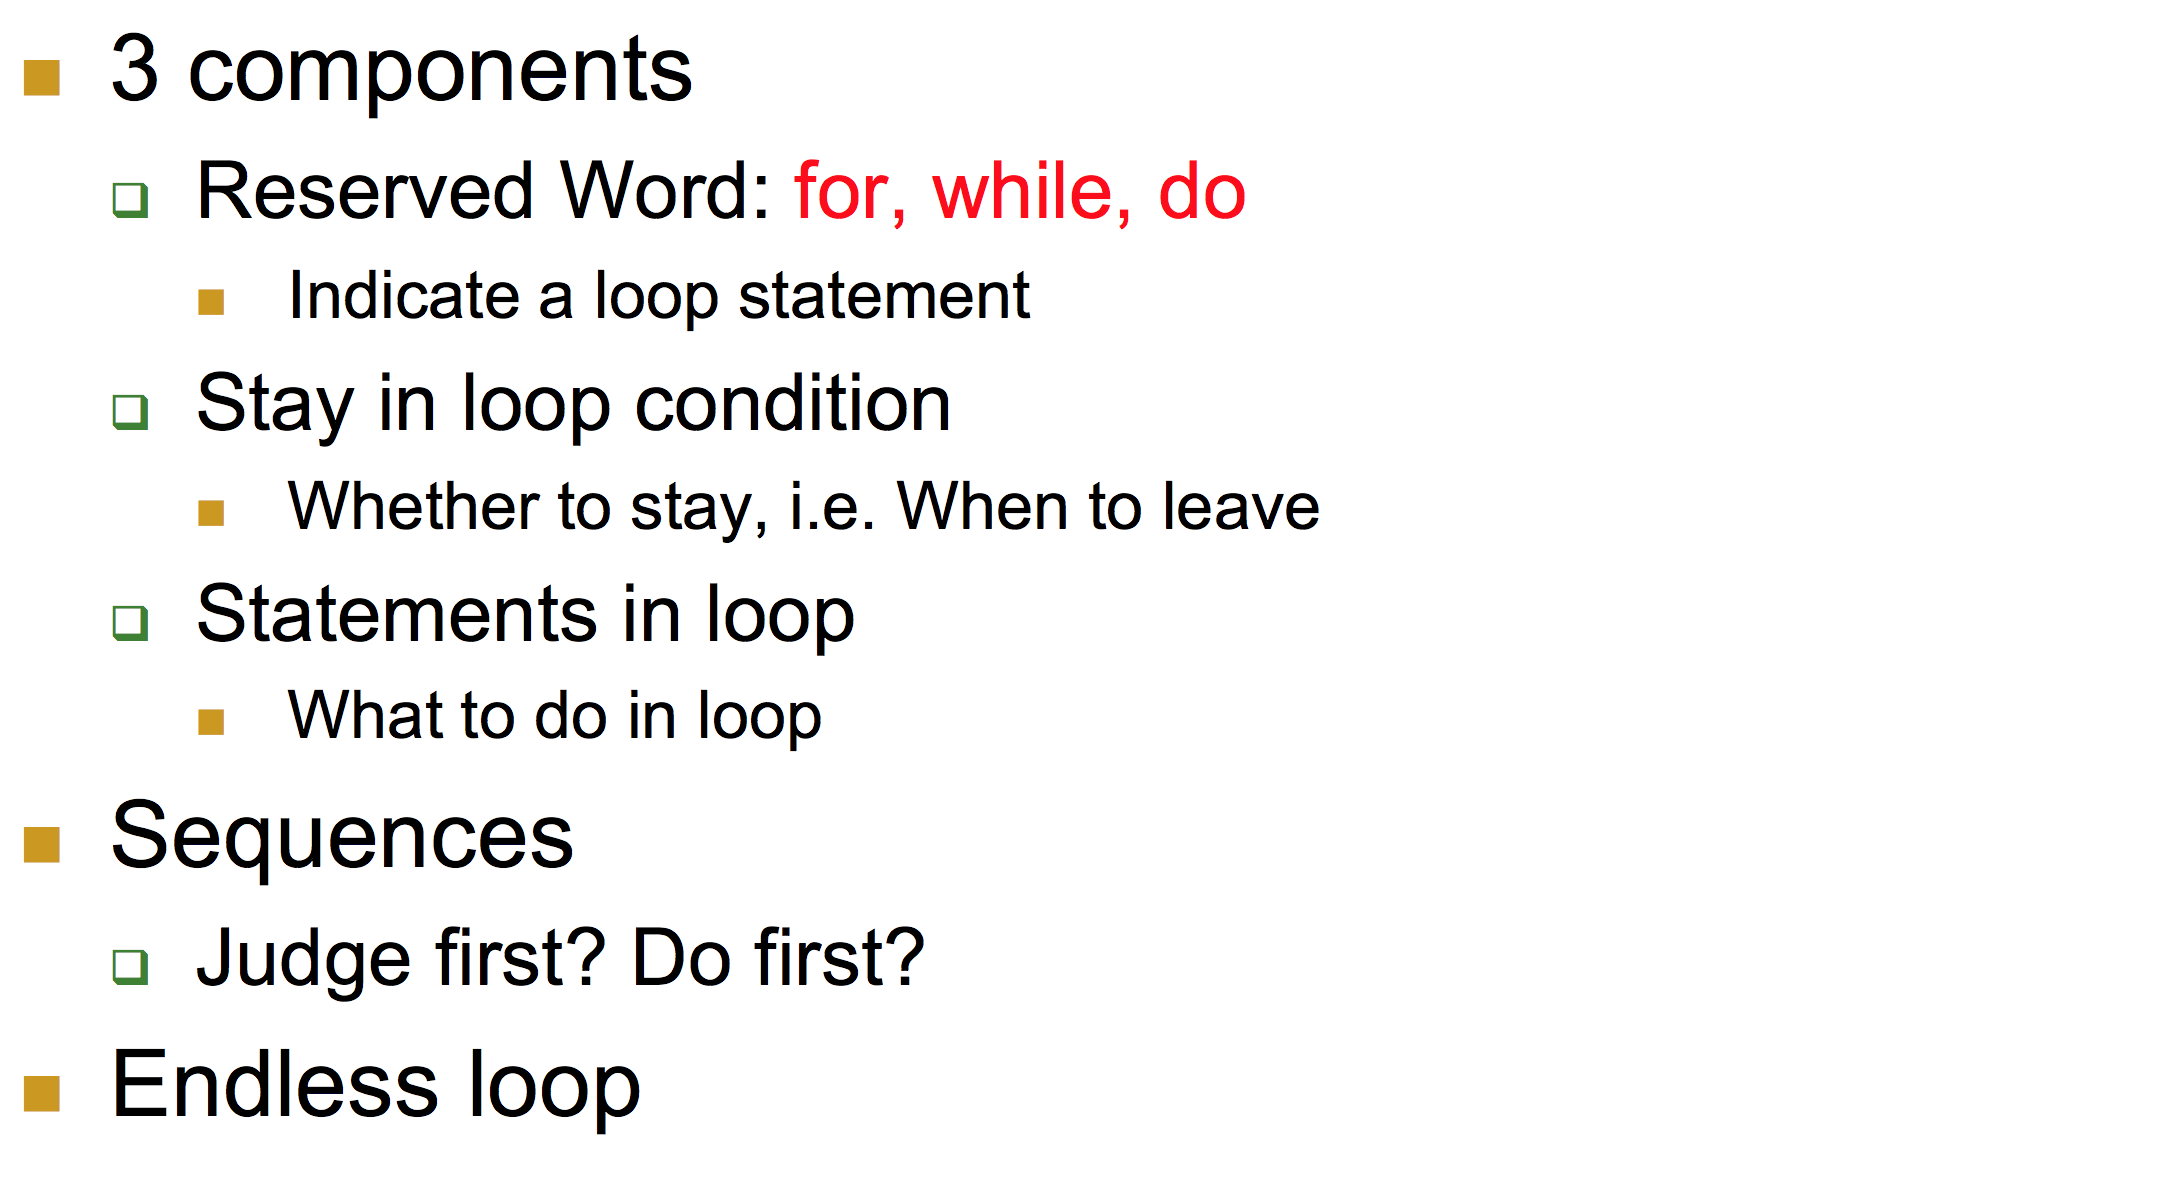 3 components
Reserved Word: for, while, do
Indicate a loop statement
Stay in loop condition
Whether to stay, i.e. When to leave
Statements in loop
What to do in loop
Sequences
Judge first? Do first?
Endless loop